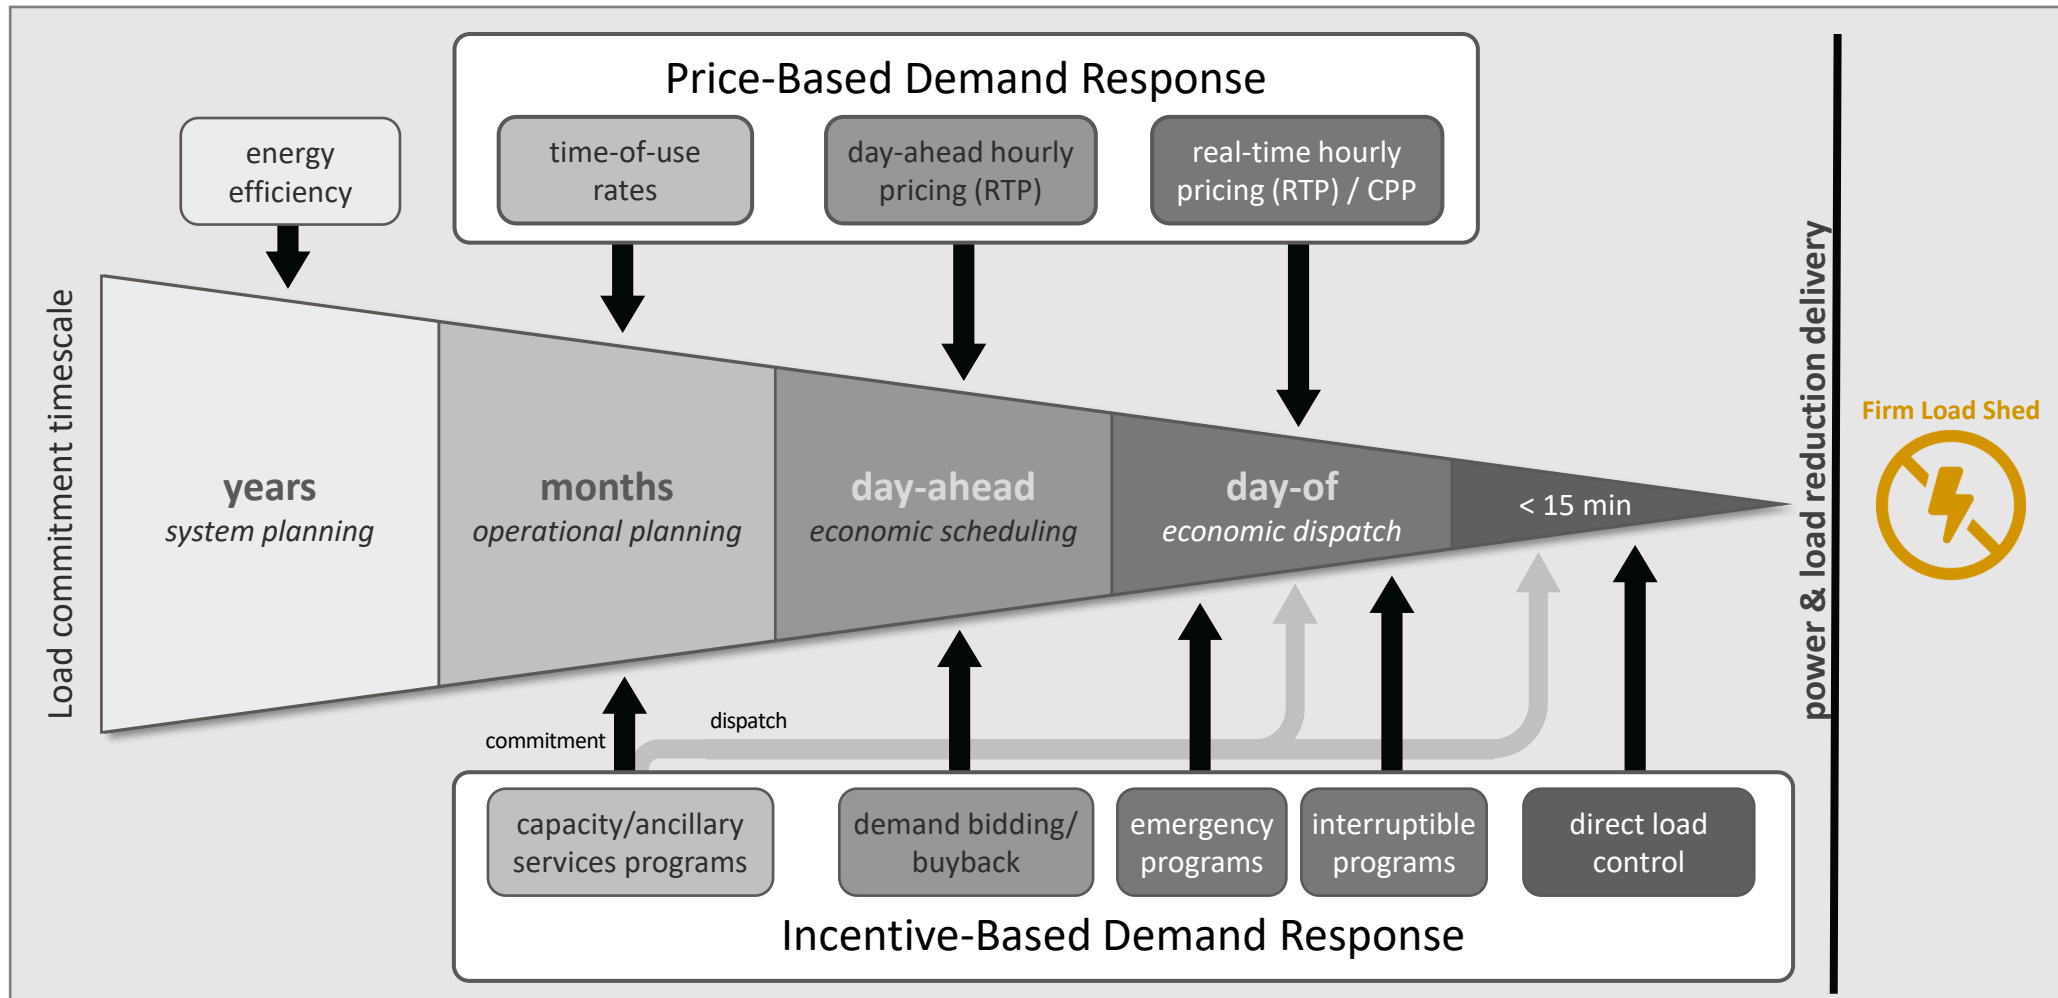 Price-Based Demand Response
energy
efficiency
time-of-use
rates
day-ahead hourly
pricing (RTP)
real-time hourly
pricing (RTP) / CPP
Load commitment timescale
years
system planning
months
operational planning
day-ahead
economic scheduling
day-of
economic dispatch
< 15 min
power & load reduction delivery
Firm Load Shed
commitment
dispatch
capacity/ancillary
services programs
demand bidding/
buyback
emergency
programs
interruptible
programs
direct load
control
Incentive-Based Demand Response